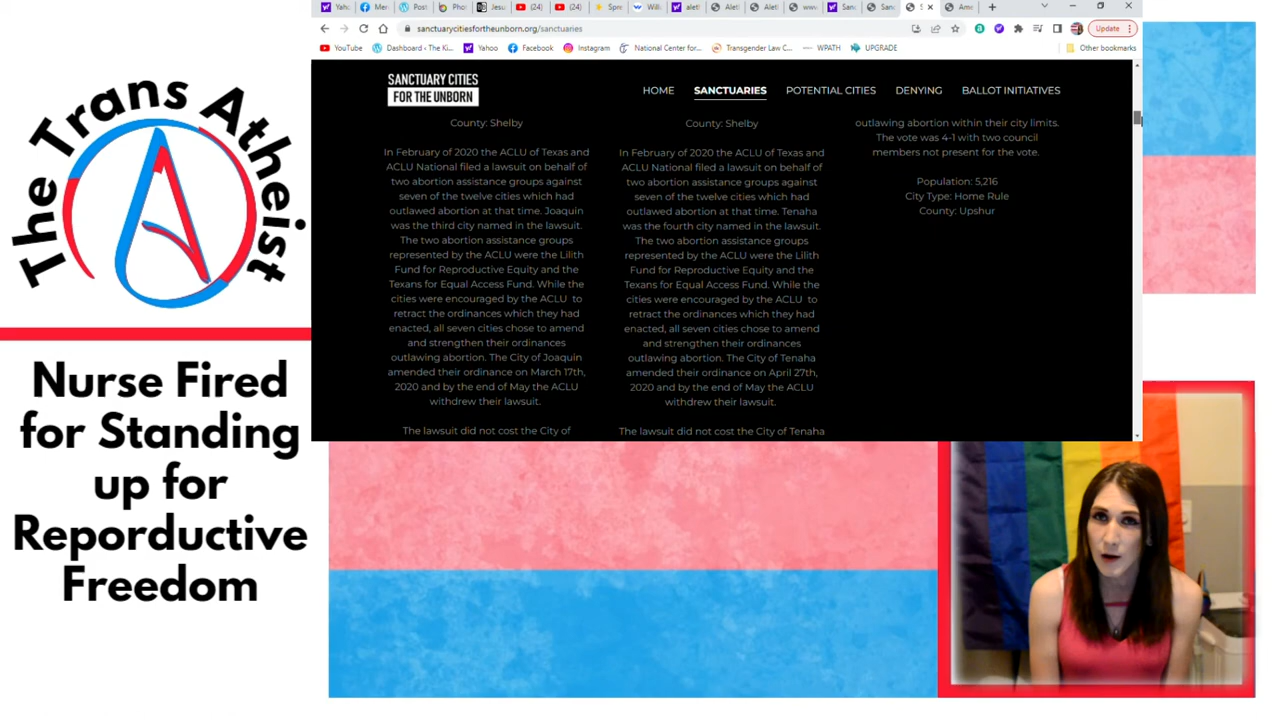 The Trans Atheist
Nurse Fired
for Standing
up for
Reporductive
Freedom
Yaho
Post
(24)
(24)
Spre
Willi
alet
Alet
Alet
www
San
San
Am
sanctuarycitiesfortheunborn.org/sanctuaries
Update
YouTube
Dashboard ‹ The Ki...
Yahoo
Facebook
Instagram
National Center for...
Transgender Law C...
WPATH
UPGRADE
Other bookmarks
SANCTUARY CITIES
FOR THE UNBORN
HOME
SANCTUARIES
POTENTIAL CITIES
DENYING
BALLOT INITIATIVES
County: Shelby
In February of 2020 the ACLU of Texas and
ACLU National filed a lawsuit on behalf of
two abortion assistance groups against
seven of the twelve cities which had
outlawed abortion at that time. Joaquin
was the third city named in the lawsuit.
The two abortion assistance groups
represented by the ACLU were the Lilith
Fund for Reproductive Equity and the
Texans for Equal Access Fund. While the
cities were encouraged by the ACLU to
retract the ordinances which they had
enacted, all seven cities chose to amend
and strengthen their ordinances
outlawing abortion. The City of Joaquin
amended their ordinance on March 17th,
2020 and by the end of May the ACLU
withdrew their lawsuit.
The lawsuit did not cost the City of
County: Shelby
In February of 2020 the ACLU of Texas and
ACLU National filed a lawsuit on behalf of
two abortion assistance groups against
seven of the twelve cities which had
outlawed abortion at that time. Tenaha
was the fourth city named in the lawsuit.
The two abortion assistance groups
represented by the ACLU were the Lilith
Fund for Reproductive Equity and the
Texans for Equal Access Fund. While the
cities were encouraged by the ACLU to
retract the ordinances which they had
enacted, all seven cities chose to amend
and strengthen their ordinances
outlawing abortion. The City of Tenaha
amended their ordinance on April 27th,
2020 and by the end of May the ACLU
withdrew their lawsuit.
The lawsuit did not cost the City of Tenaha
outlawing abortion within their city limits.
The vote was 4-1 with two council
members not present for the vote.
Population: 5,216
City Type: Home Rule
County: Upshur